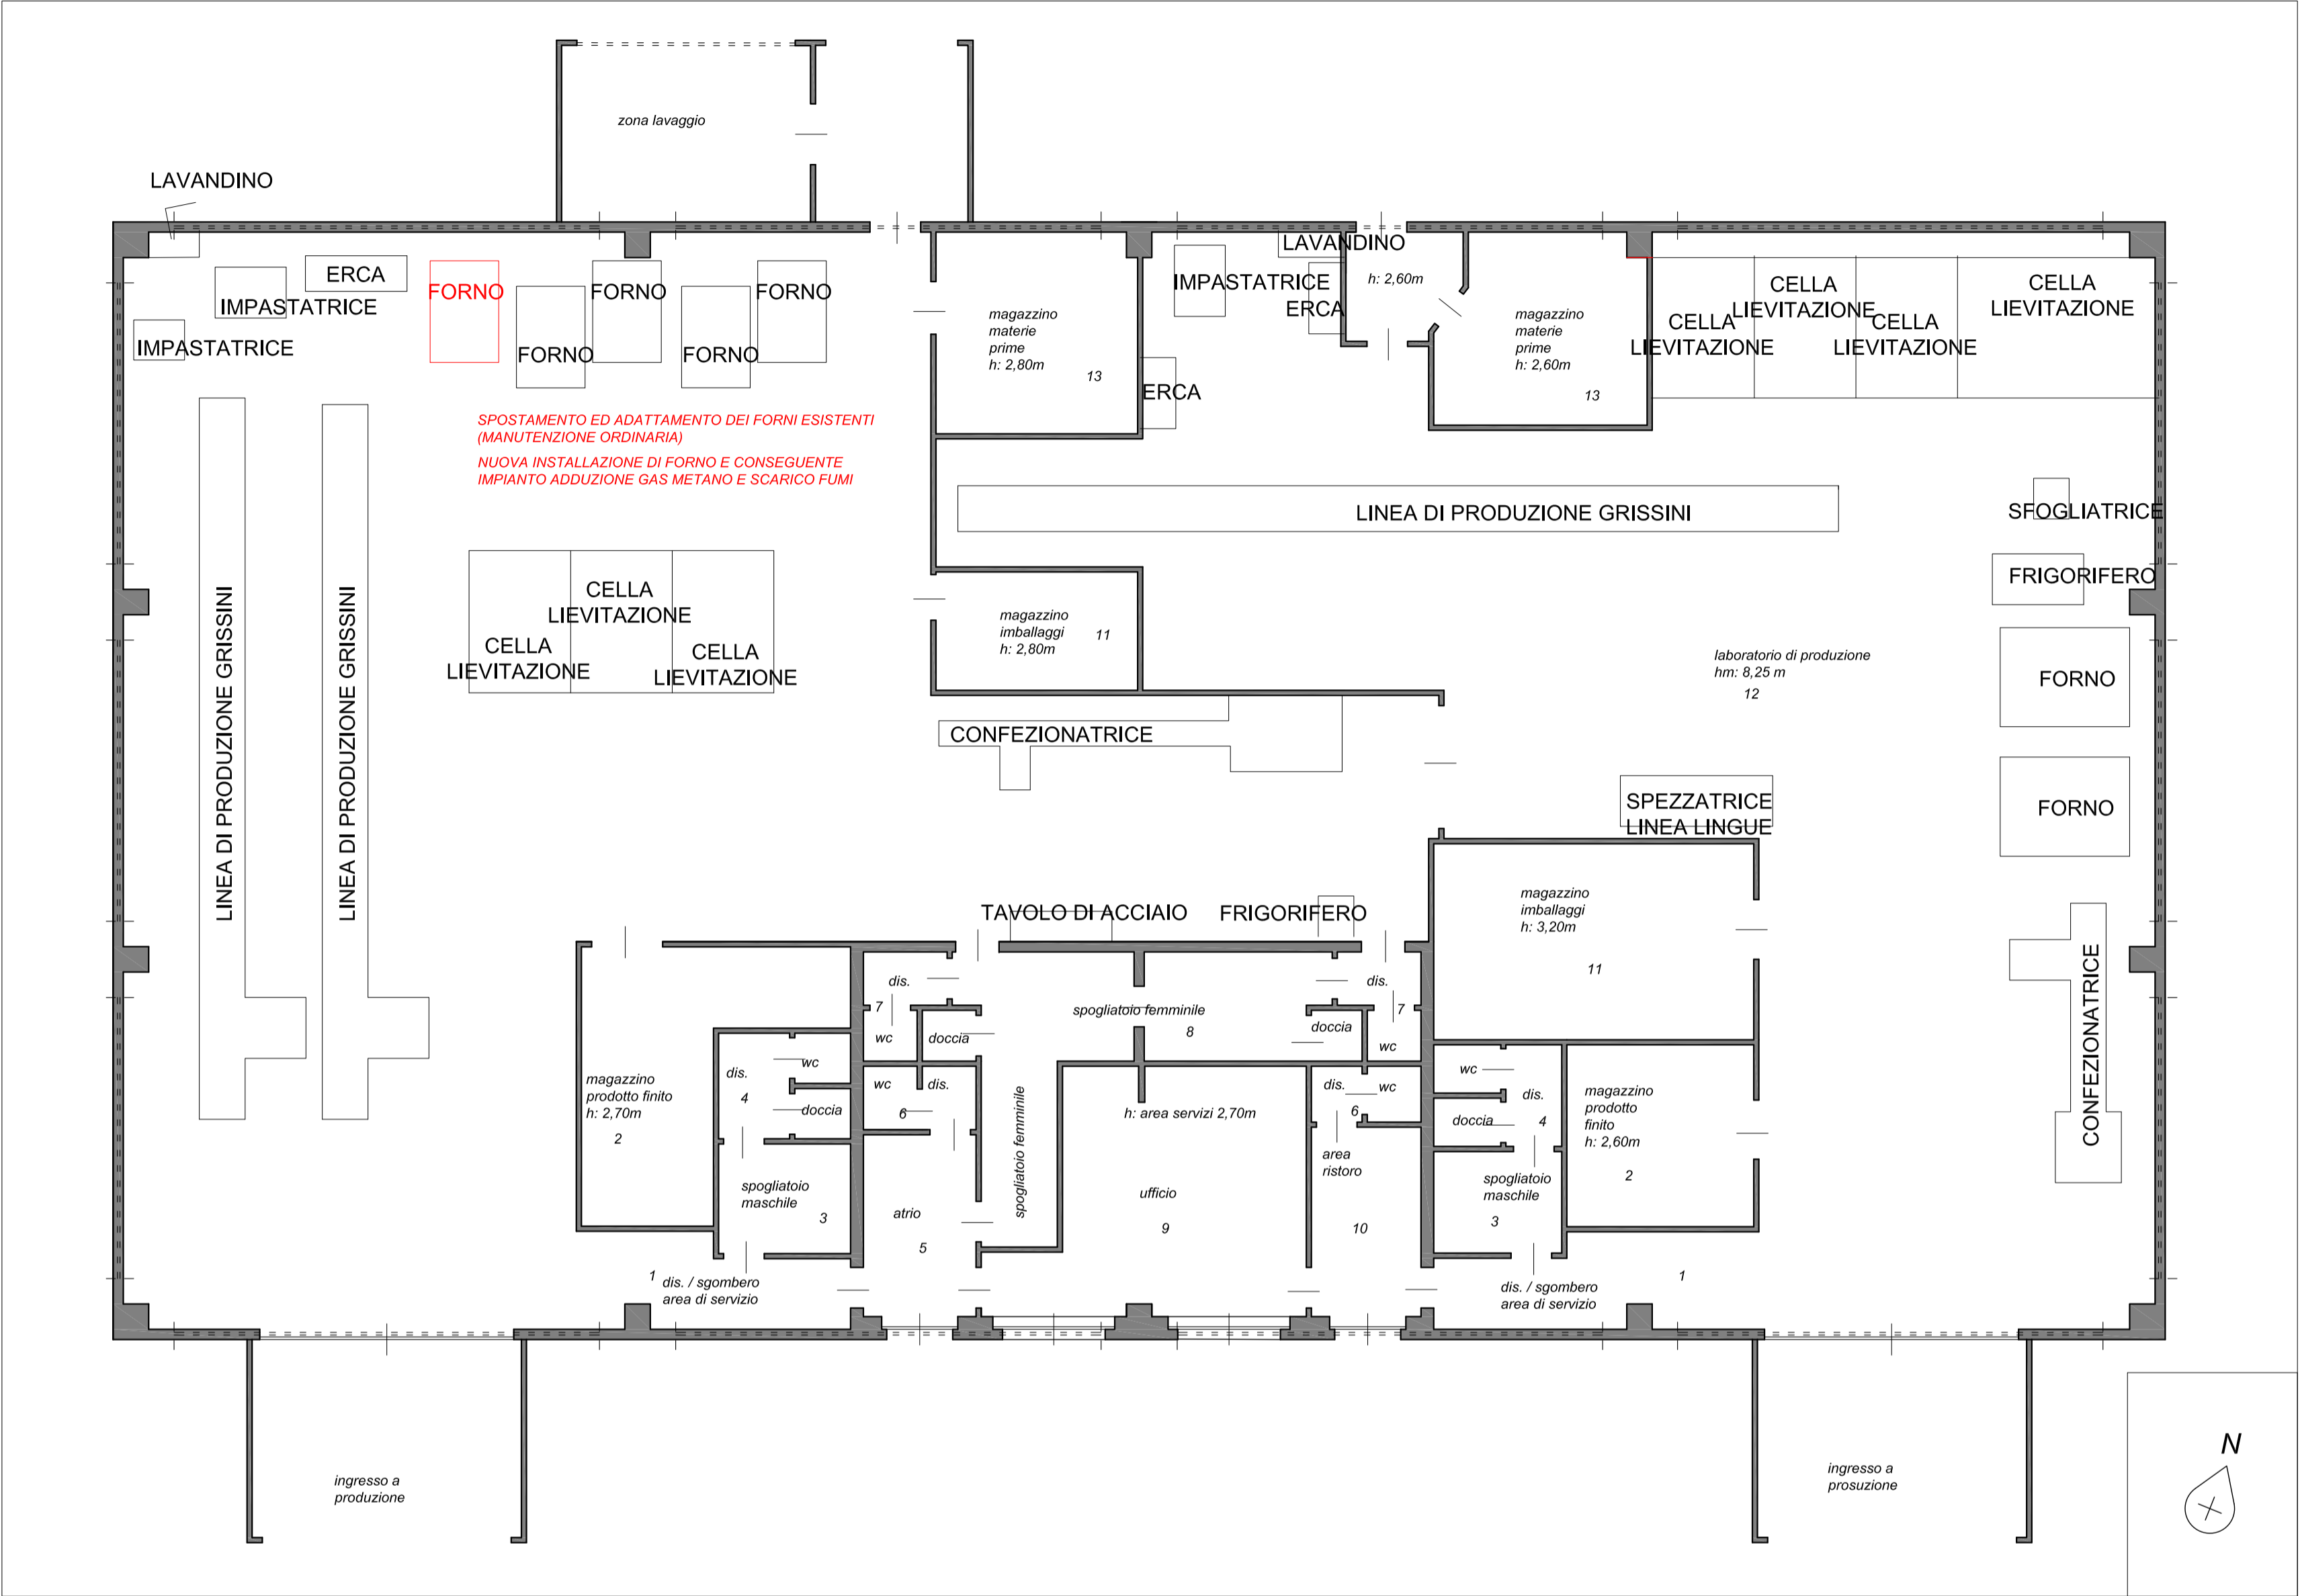 zona lavaggio
LAVANDINO
ERCA
IMPASTATRICE
IMPASTATRICE
FORNO
FORNO
FORNO
FORNO
FORNO
SPOSTAMENTO ED ADATTAMENTO DEI FORNI ESISTENTI
(MANUTENZIONE ORDINARIA)
NUOVA INSTALLAZIONE DI FORNO E CONSEGUENTE
IMPIANTO ADDUZIONE GAS METANO E SCARICO FUMI
magazzino
materie
prime
h: 2,80m
13
LAVANDINO
IMPASTATRICE
ERCA
ERCA
h: 2,60m
magazzino
materie
prime
h: 2,60m
13
CELLA
LIEVITAZIONE
CELLA
LIEVITAZIONE
CELLA
LIEVITAZIONE
CELLA
LIEVITAZIONE
LINEA DI PRODUZIONE GRISSINI
SFOGLIATRICE
FRIGORIFERO
LINEA DI PRODUZIONE GRISSINI
LINEA DI PRODUZIONE GRISSINI
CELLA
LIEVITAZIONE
CELLA
LIEVITAZIONE
CELLA
LIEVITAZIONE
magazzino
imballaggi
h: 2,80m
11
laboratorio di produzione
hm: 8,25 m
12
FORNO
FORNO
CONFEZIONATRICE
SPEZZATRICE
LINEA LINGUE
TAVOLO DI ACCIAIO
FRIGORIFERO
magazzino
imballaggi
h: 3,20m
11
CONFEZIONATRICE
magazzino
prodotto finito
h: 2,70m
2
dis.
4
wc
doccia
spogliatoio
maschile
3
dis.
7
wc
doccia
wc
dis.
6
atrio
5
spogliatoio femminile
spogliatoio femminile
8
h: area servizi 2,70m
ufficio
9
dis.
7
doccia
wc
dis.
6
wc
area
ristoro
10
wc
doccia
dis.
4
spogliatoio
maschile
3
magazzino
prodotto
finito
h: 2,60m
2
1
dis. / sgombero
area di servizio
dis. / sgombero
area di servizio
1
ingresso a
produzione
ingresso a
prosuzione
N